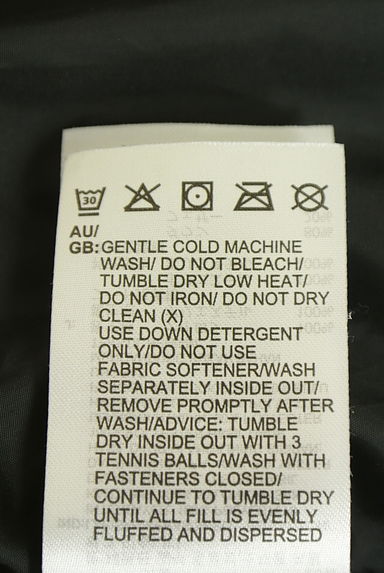 30
AU/
GB:GENTLE COLD MACHINE
WASH/ DO NOT BLEACH/
TUMBLE DRY LOW HEAT/
DO NOT IRON/ DO NOT DRY
CLEAN (X)
USE DOWN DETERGENT
ONLY/DO NOT USE
FABRIC SOFTENER/WASH
SEPARATELY INSIDE OUT/
REMOVE PROMPTLY AFTER
WASH/ADVICE: TUMBLE
DRY INSIDE OUT WITH 3
TENNIS BALLS/WASH WITH
FASTENERS CLOSED/
CONTINUE TO TUMBLE DRY
UNTIL ALL FILL IS EVENLY
FLUFFED AND DISPERSED